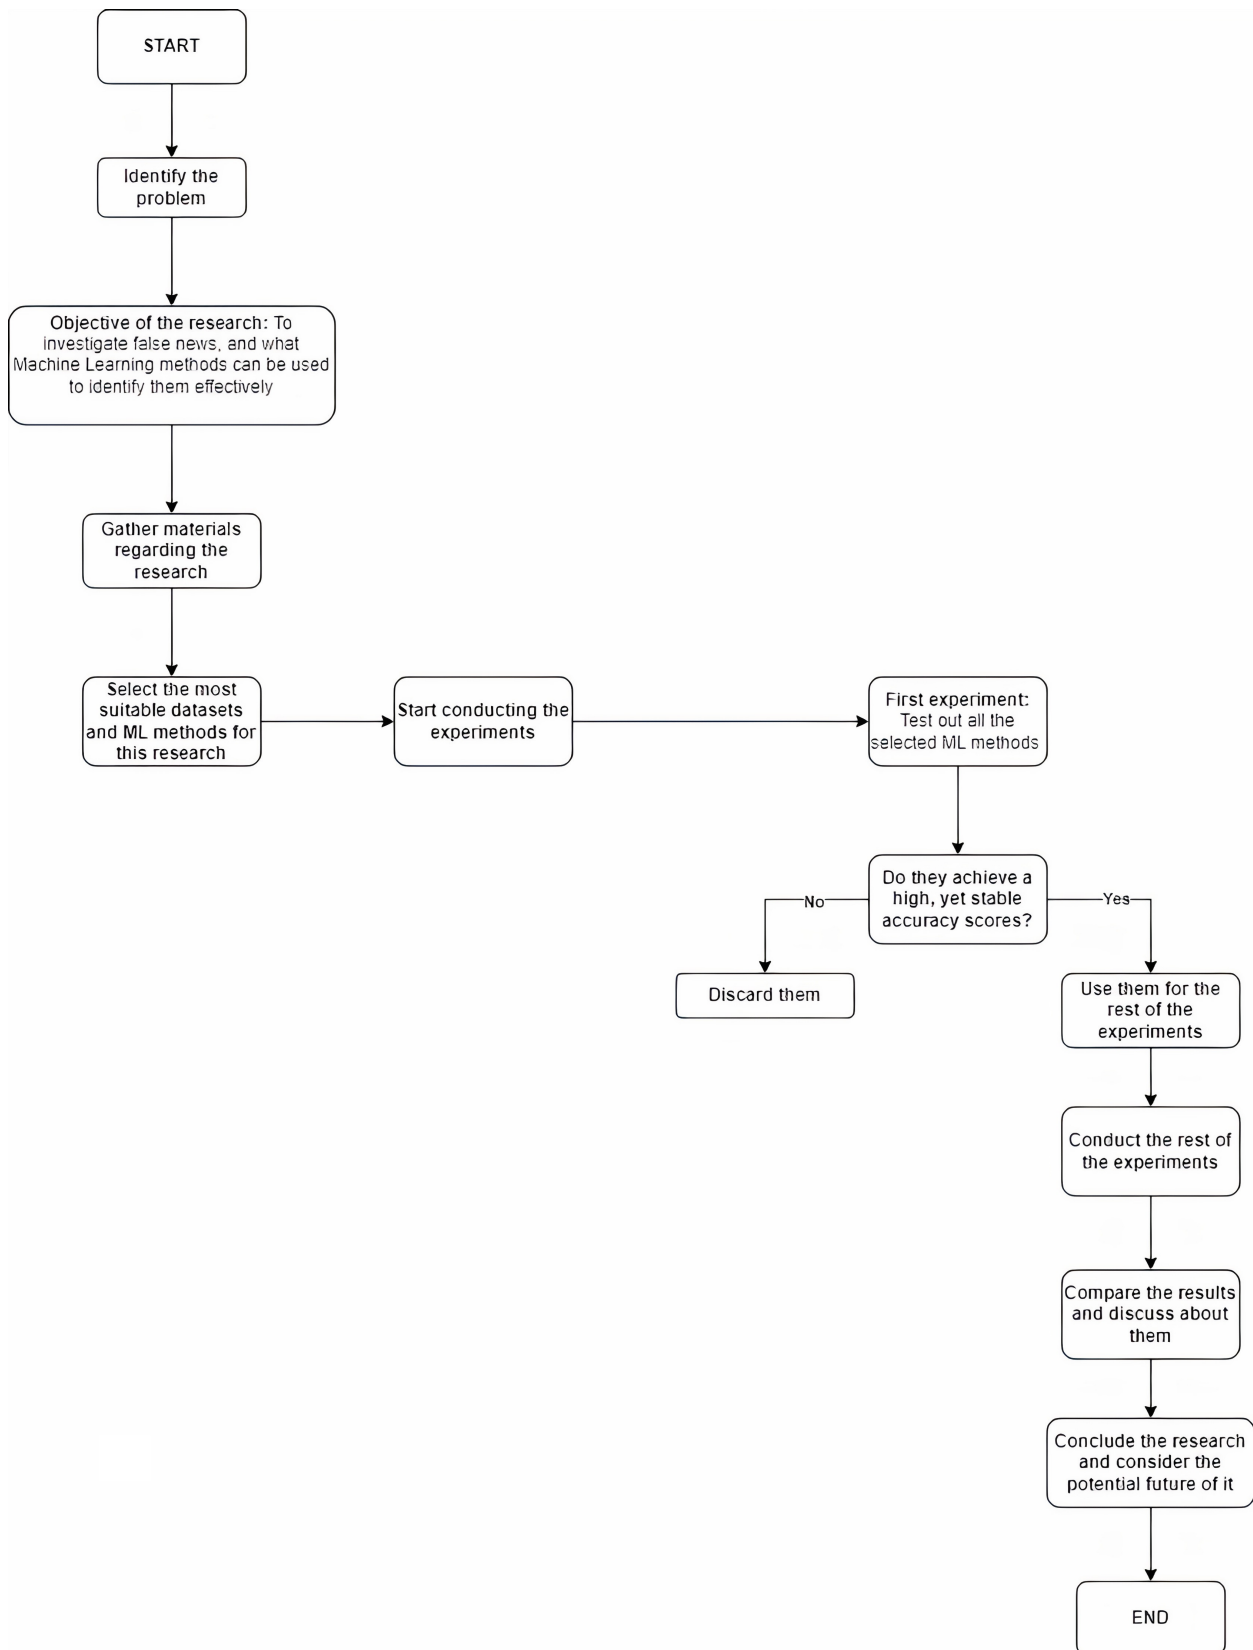 START
Identify the
problem
Objective of the research: To
investigate false news, and what
Machine Learning methods can be used
to identify them effectively
Gather materials
regarding the
research
Select the most
suitable datasets
and ML methods for
this research
Start conducting the
experiments
First experiment:
Test out all the
selected ML methods
Do they achieve a
high, yet stable
accuracy scores?
No
Yes
Discard them
Use them for the
rest of the
experiments
Conduct the rest of
the experiments
Compare the results
and discuss about
them
Conclude the research
and consider the
potential future of it
END